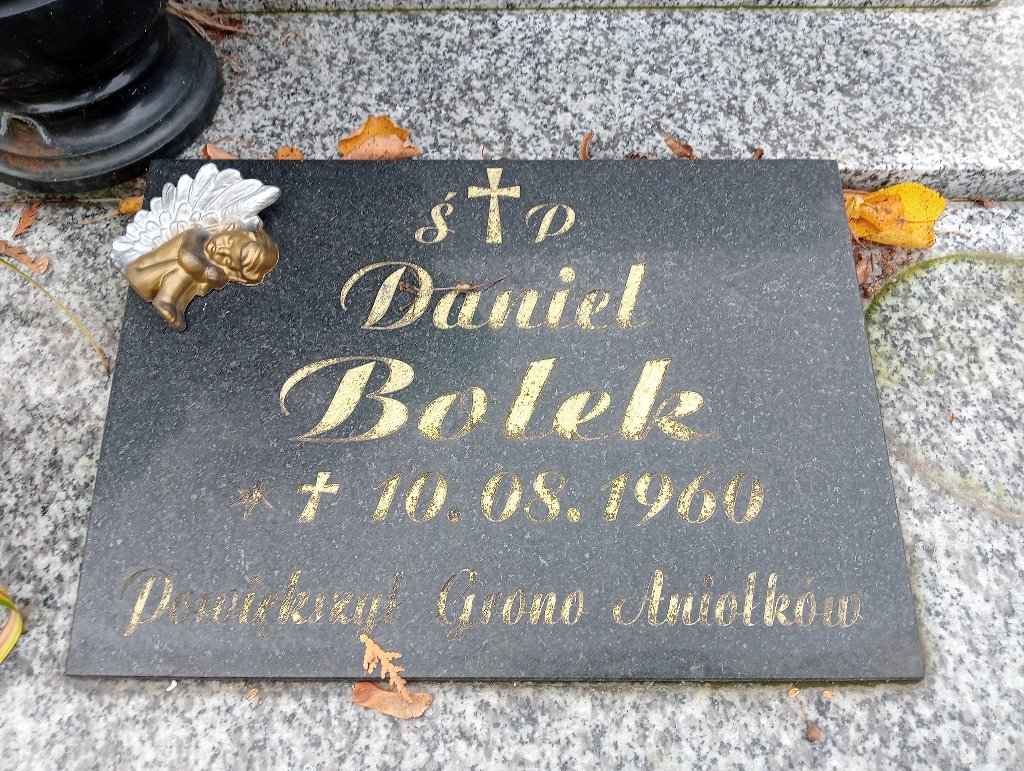 Ś † P
Daniel
Bolek
* † 10.08.1960
Powiększył Grono Aniołków